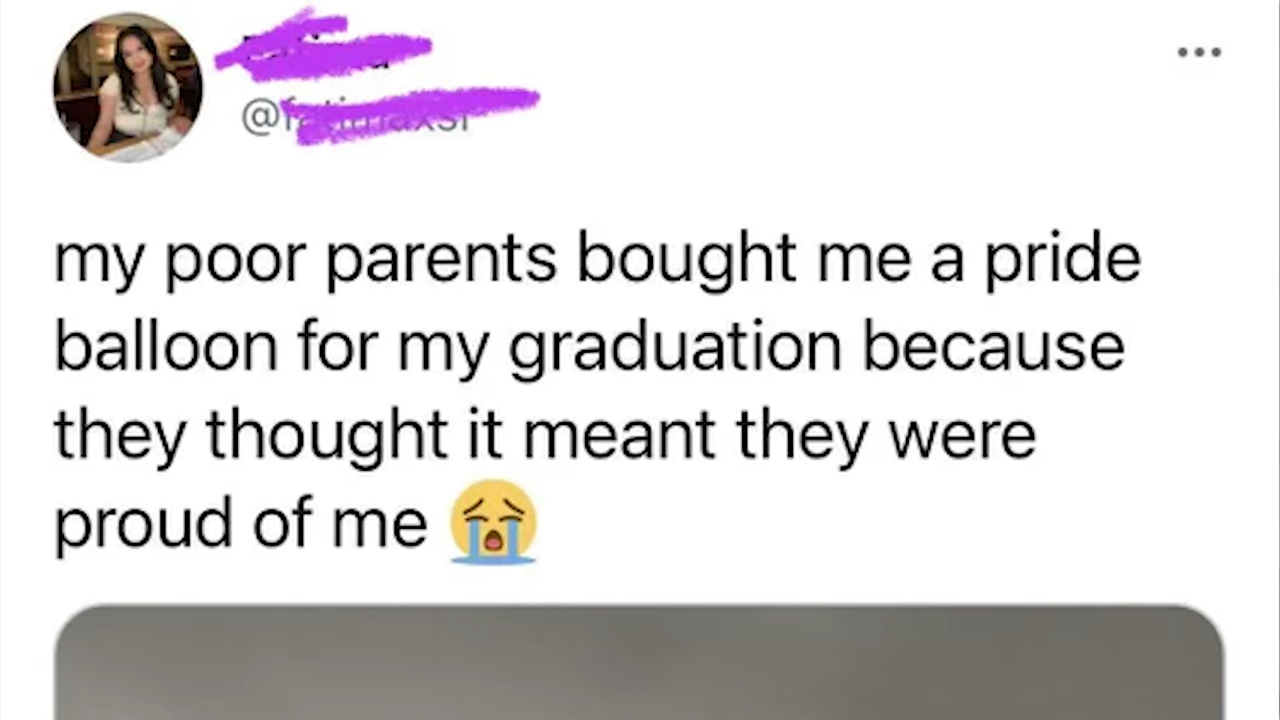 my poor parents bought me a pride
balloon for my graduation because
they thought it meant they were
proud of me 😭